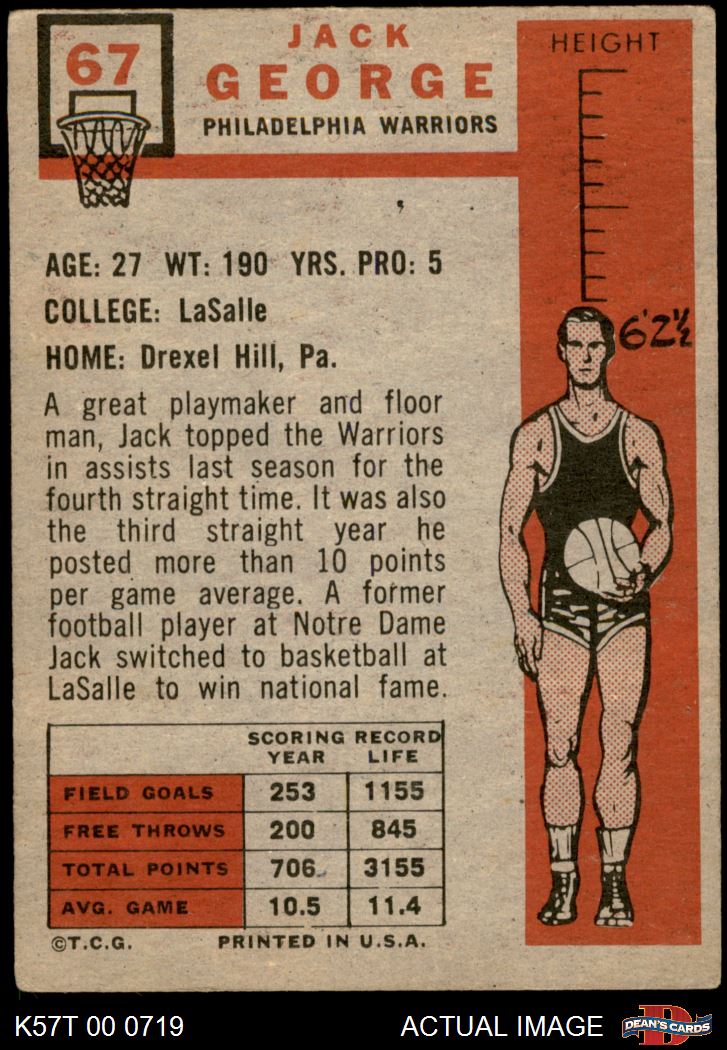 67
JACK
GEORGE
PHILADELPHIA WARRIORS
HEIGHT
6'2½
AGE: 27 WT: 190 YRS. PRO: 5
COLLEGE: LaSalle
HOME: Drexel Hill, Pa.
A great playmaker and floor
man, Jack topped the Warriors
in assists last season for the
fourth straight time. It was also
the third straight year he
posted more than 10 points
per game average. A former
football player at Notre Dame
Jack switched to basketball at
LaSalle to win national fame.
SCORING RECORD
YEAR LIFE
FIELD GOALS 253 1155
FREE THROWS 200 845
TOTAL POINTS 706 3155
AVG. GAME 10.5 11.4
©T.C.G. PRINTED IN U.S.A.
K57T 00 0719 ACTUAL IMAGE
D
DEAN'S CARDS